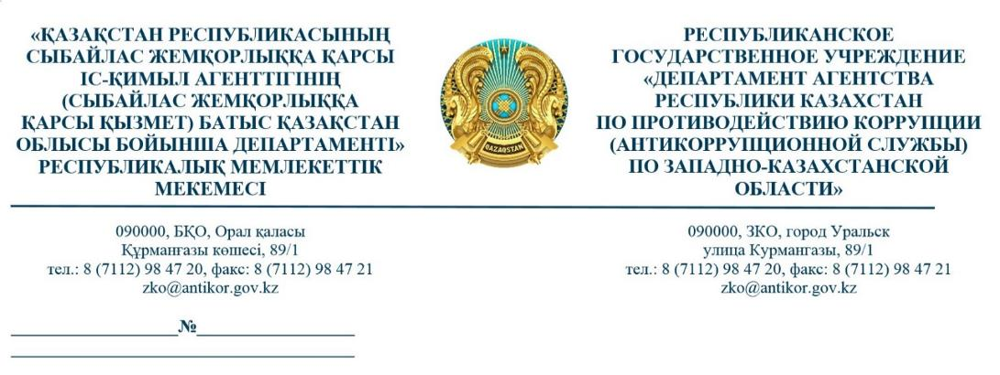 «ҚАЗАҚСТАН РЕСПУБЛИКАСЫНЫҢ
СЫБАЙЛАС ЖЕМҚОРЛЫҚҚА ҚАРСЫ
ІС-ҚИМЫЛ АГЕНТТІГІНІҢ
(СЫБАЙЛАС ЖЕМҚОРЛЫҚҚА
ҚАРСЫ ҚЫЗМЕТ) БАТЫС ҚАЗАҚСТАН
ОБЛЫСЫ БОЙЫНША ДЕПАРТАМЕНТІ»
РЕСПУБЛИКАЛЫҚ МЕМЛЕКЕТТІК
МЕКЕМЕСІ
QAZAQSTAN
РЕСПУБЛИКАНСКОЕ
ГОСУДАРСТВЕННОЕ УЧРЕЖДЕНИЕ
«ДЕПАРТАМЕНТ АГЕНСТВА
РЕСПУБЛИКИ КАЗАХСТАН
ПО ПРОТИВОДЕЙСТВИЮ КОРРУПЦИИ
(АНТИКОРРУПЦИОННОЙ СЛУЖБЫ)
ПО ЗАПАДНО-КАЗАХСТАНСКОЙ
ОБЛАСТИ»
090000, БҚО, Орал қаласы
Құрманғазы көшесі, 89/1
тел.: 8 (7112) 98 47 20, факс: 8 (7112) 98 47 21
zko@antikor.gov.kz
090000, ЗКО, город Уральск
улица Курмангазы, 89/1
тел.: 8 (7112) 98 47 20, факс: 8 (7112) 98 47 21
zko@antikor.gov.kz
№